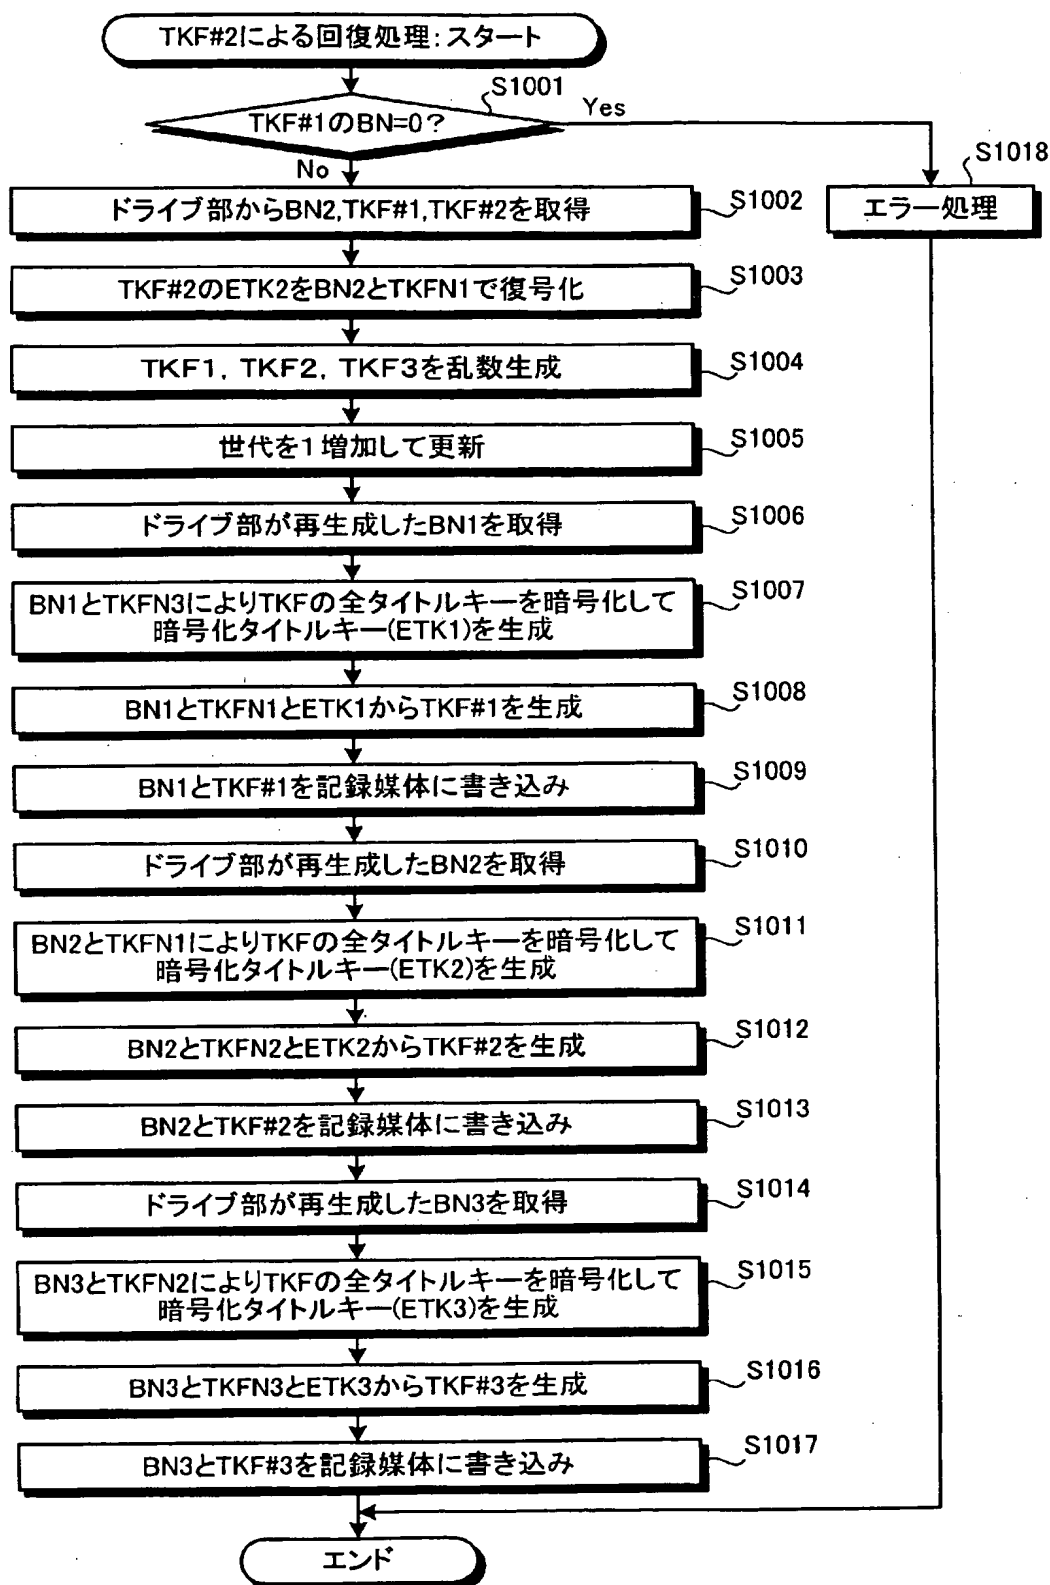 TKF#2による回復処理:スタート
S1001
TKF#1のBN=0?
Yes
No
S1018
エラー処理
ドライブ部からBN2,TKF#1,TKF#2を取得
S1002
TKF#2のETK2をBN2とTKFN1で復号化
S1003
TKF1,TKF2,TKF3を乱数生成
S1004
世代を1増加して更新
S1005
ドライブ部が再生成したBN1を取得
S1006
BN1とTKFN3によりTKFの全タイトルキーを暗号化して
暗号化タイトルキー(ETK1)を生成
S1007
BN1とTKFN1とETK1からTKF#1を生成
S1008
BN1とTKF#1を記録媒体に書き込み
S1009
ドライブ部が再生成したBN2を取得
S1010
BN2とTKFN1によりTKFの全タイトルキーを暗号化して
暗号化タイトルキー(ETK2)を生成
S1011
BN2とTKFN2とETK2からTKF#2を生成
S1012
BN2とTKF#2を記録媒体に書き込み
S1013
ドライブ部が再生成したBN3を取得
S1014
BN3とTKFN2によりTKFの全タイトルキーを暗号化して
暗号化タイトルキー(ETK3)を生成
S1015
BN3とTKFN3とETK3からTKF#3を生成
S1016
BN3とTKF#3を記録媒体に書き込み
S1017
エンド